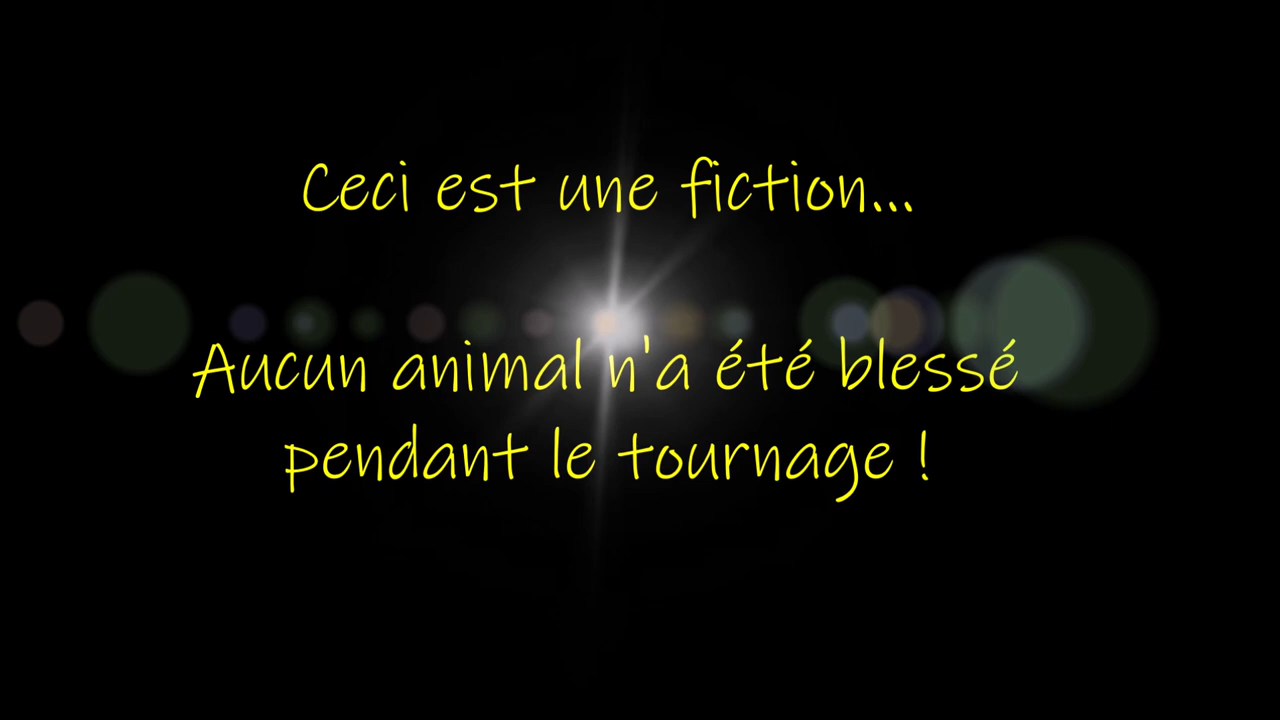 Ceci est une fiction...
Aucun animal n'a été blessé
pendant le tournage !